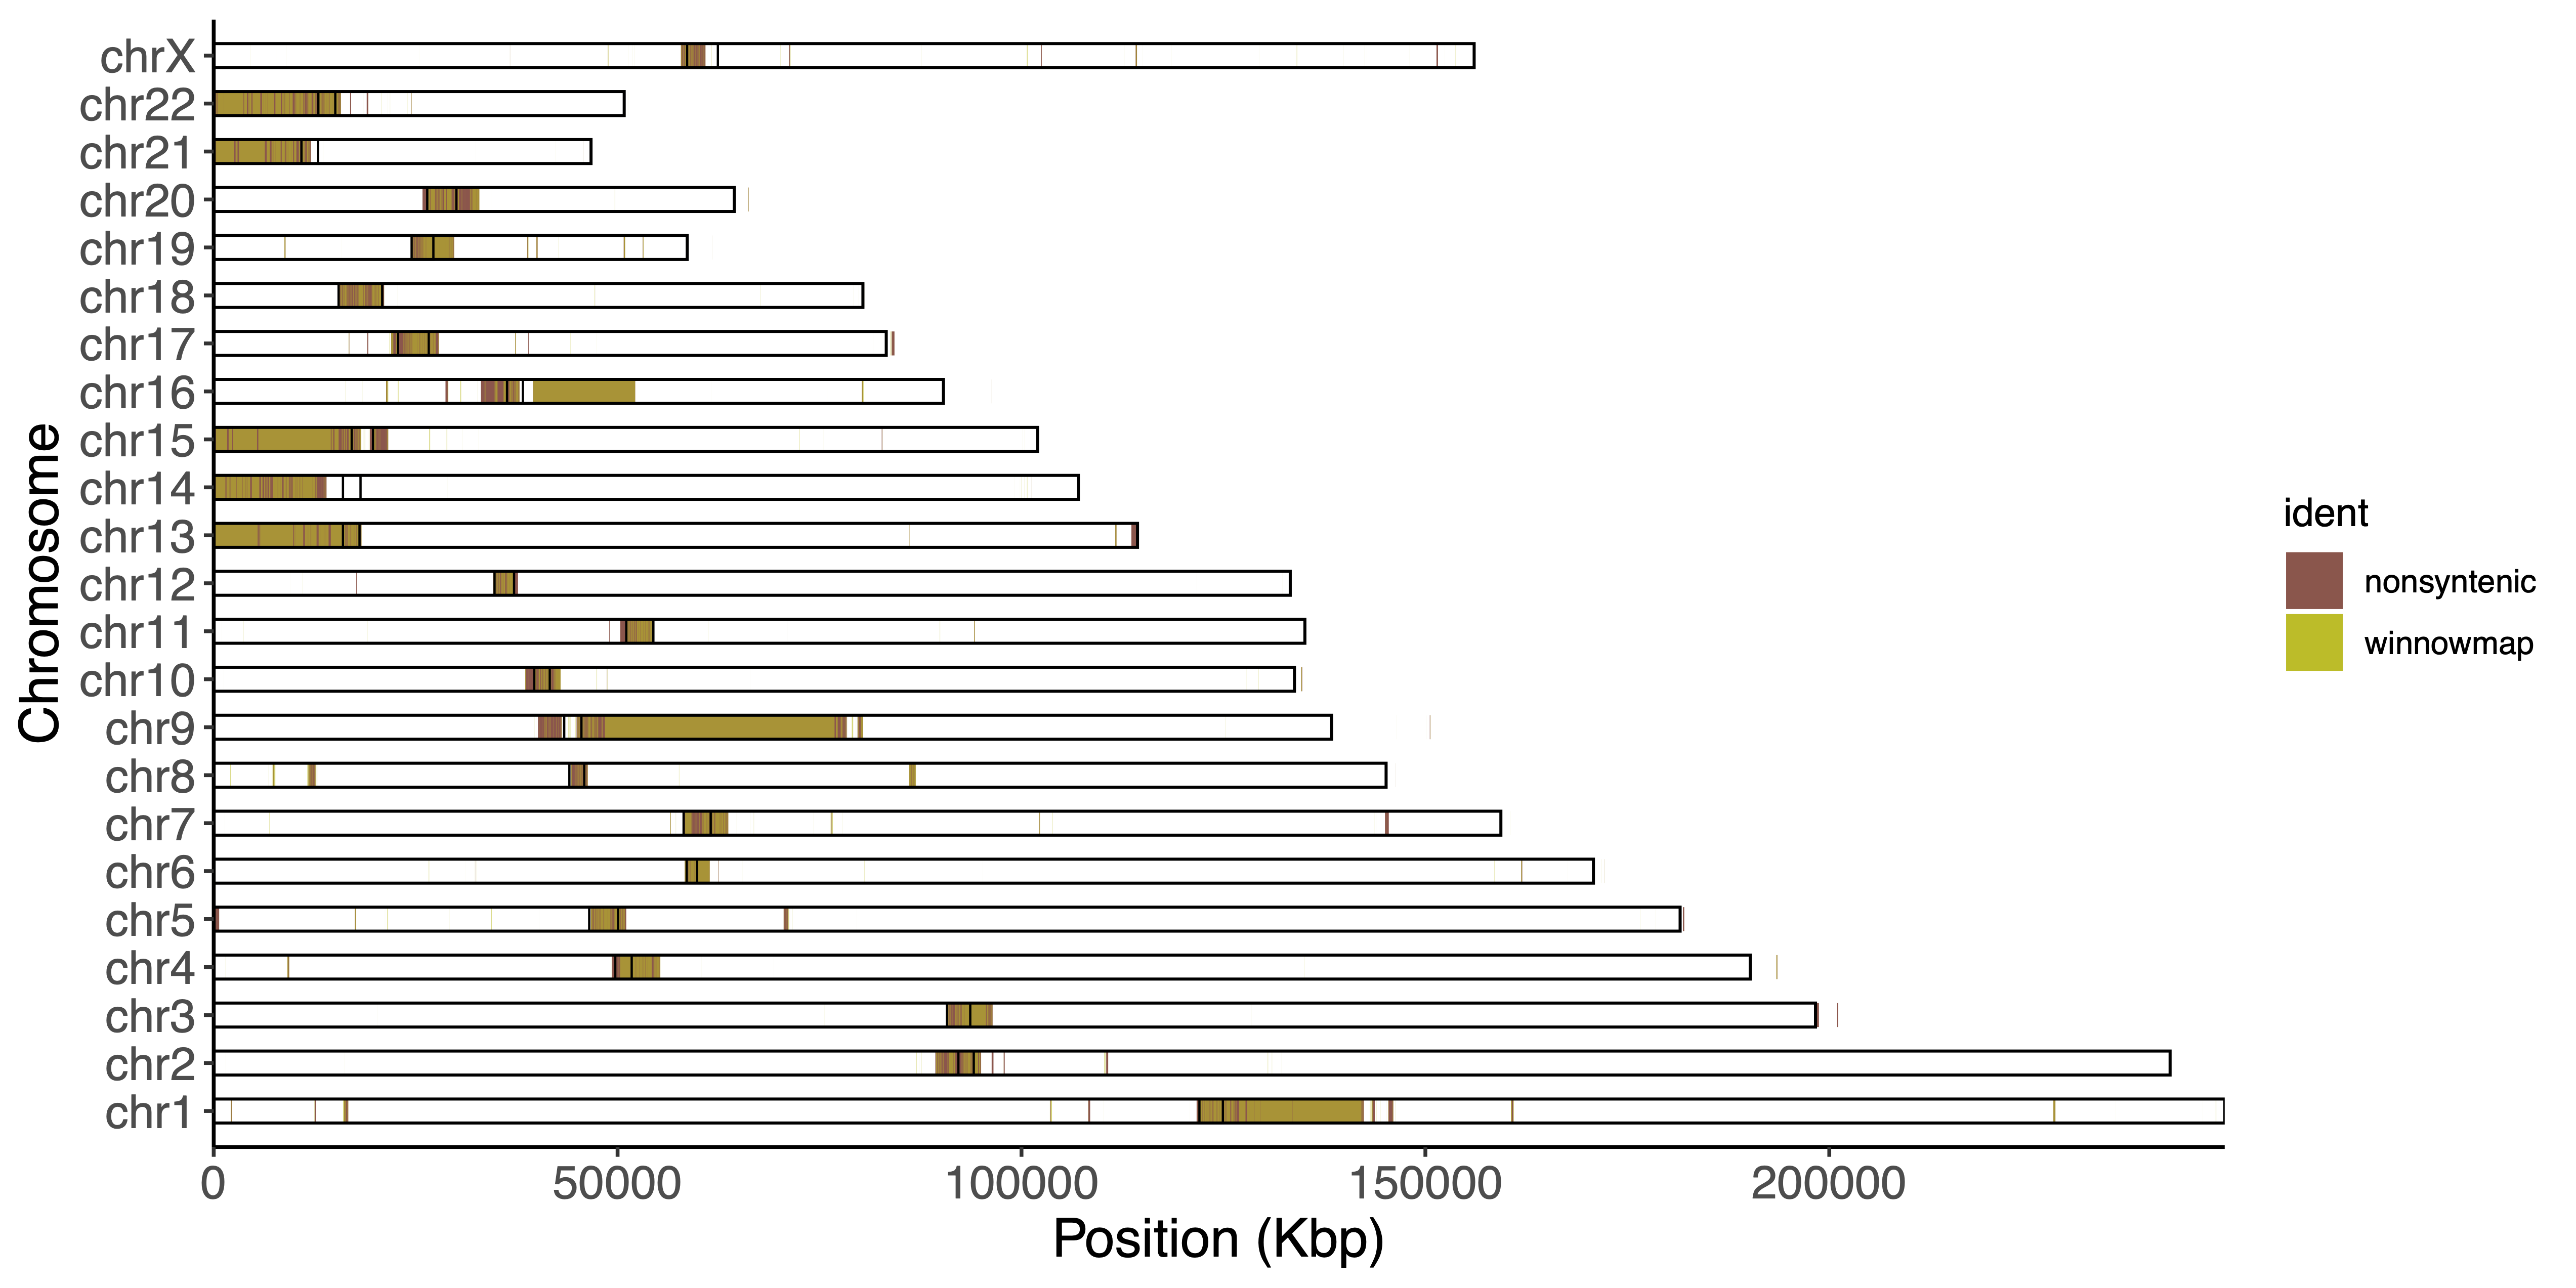 Chromosome
chrX
chr22
chr21
chr20
chr19
chr18
chr17
chr16
chr15
chr14
chr13
chr12
chr11
chr10
chr9
chr8
chr7
chr6
chr5
chr4
chr3
chr2
chr1
0 50000 100000 150000 200000
Position (Kbp)
ident
nonsyntenic
winnowmap